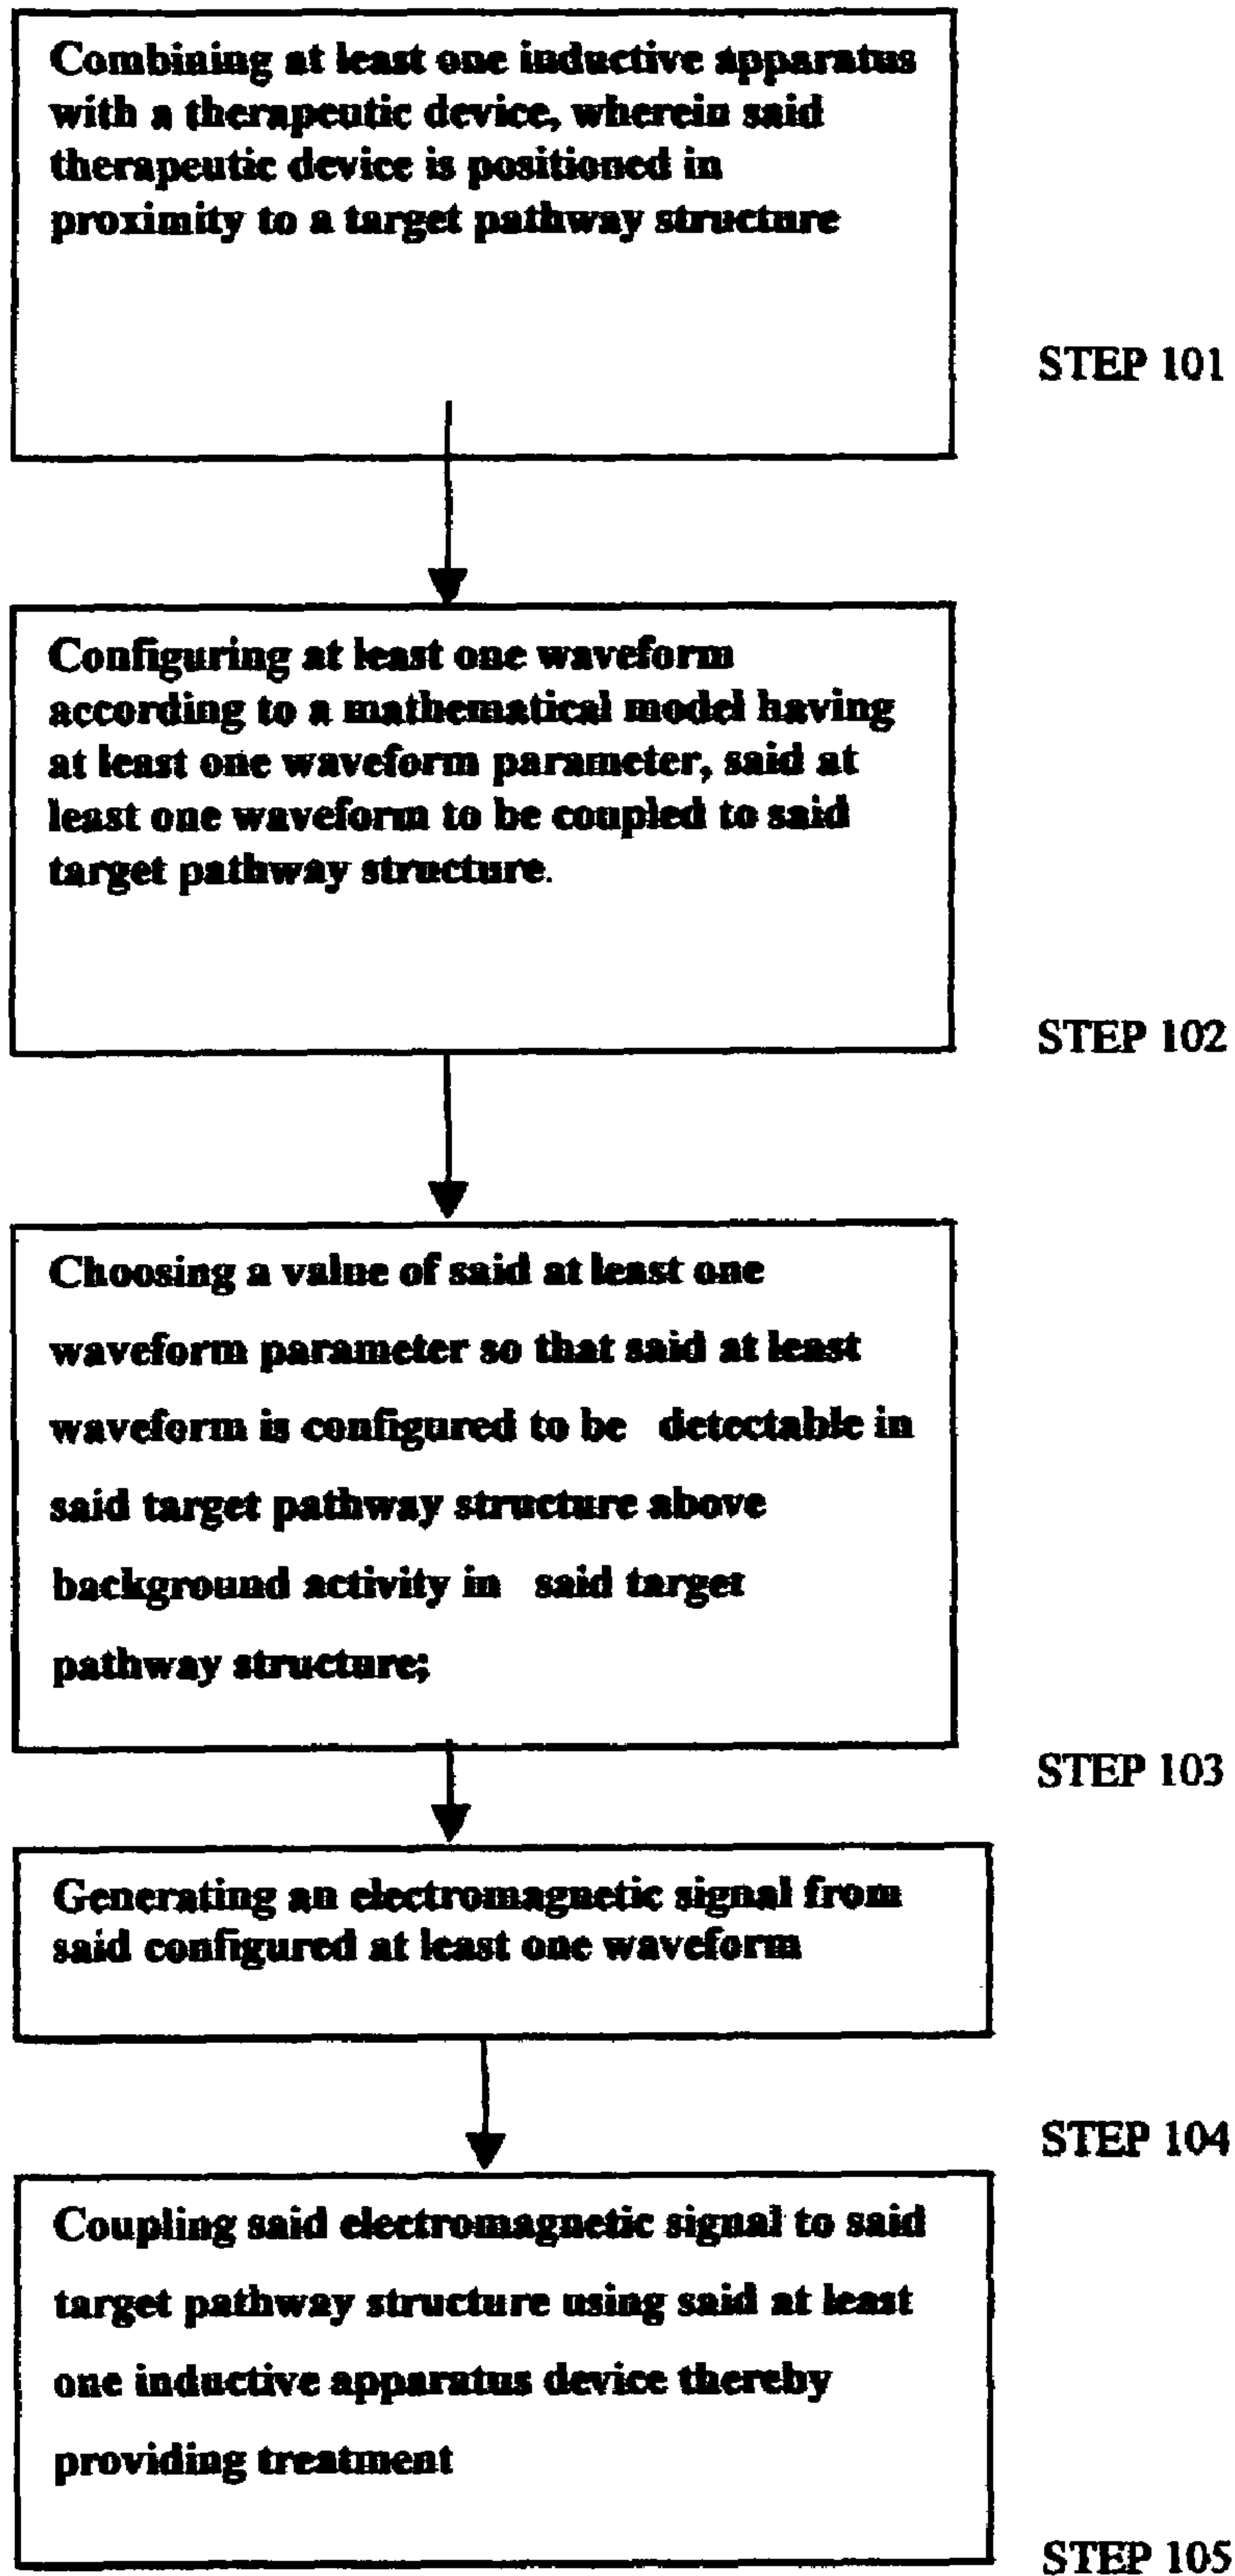 Combining at least one inductive apparatus
with a therapeutic device, wherein said
therapeutic device is positioned in
proximity to a target pathway structure
STEP 101
Configuring at least one waveform
according to a mathematical model having
at least one waveform parameter, said at
least one waveform to be coupled to said
target pathway structure.
STEP 102
Choosing a value of said at least one
waveform parameter so that said at least
waveform is configured to be detectable in
said target pathway structure above
background activity in said target
pathway structure;
STEP 103
Generating an electromagnetic signal from
said configured at least one waveform
STEP 104
Coupling said electromagnetic signal to said
target pathway structure using said at least
one inductive apparatus device thereby
providing treatment
STEP 105